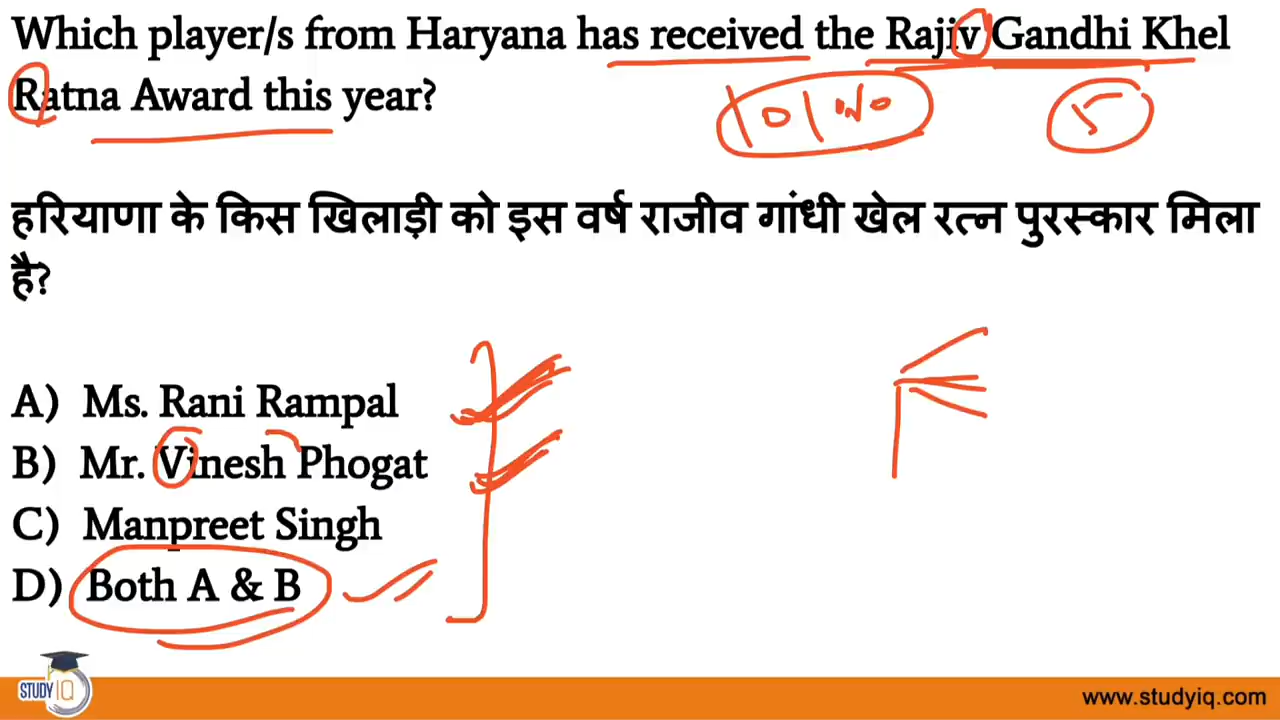 Which player/s from Haryana has received the Rajiv Gandhi Khel
Ratna Award this year?
5
हरियाणा के किस खिलाड़ी को इस वर्ष राजीव गांधी खेल रत्न पुरस्कार मिला
है?
A) Ms. Rani Rampal
B) Mr. Vinesh Phogat
C) Manpreet Singh
D) Both A & B
STUDY IQ
www.studyiq.com